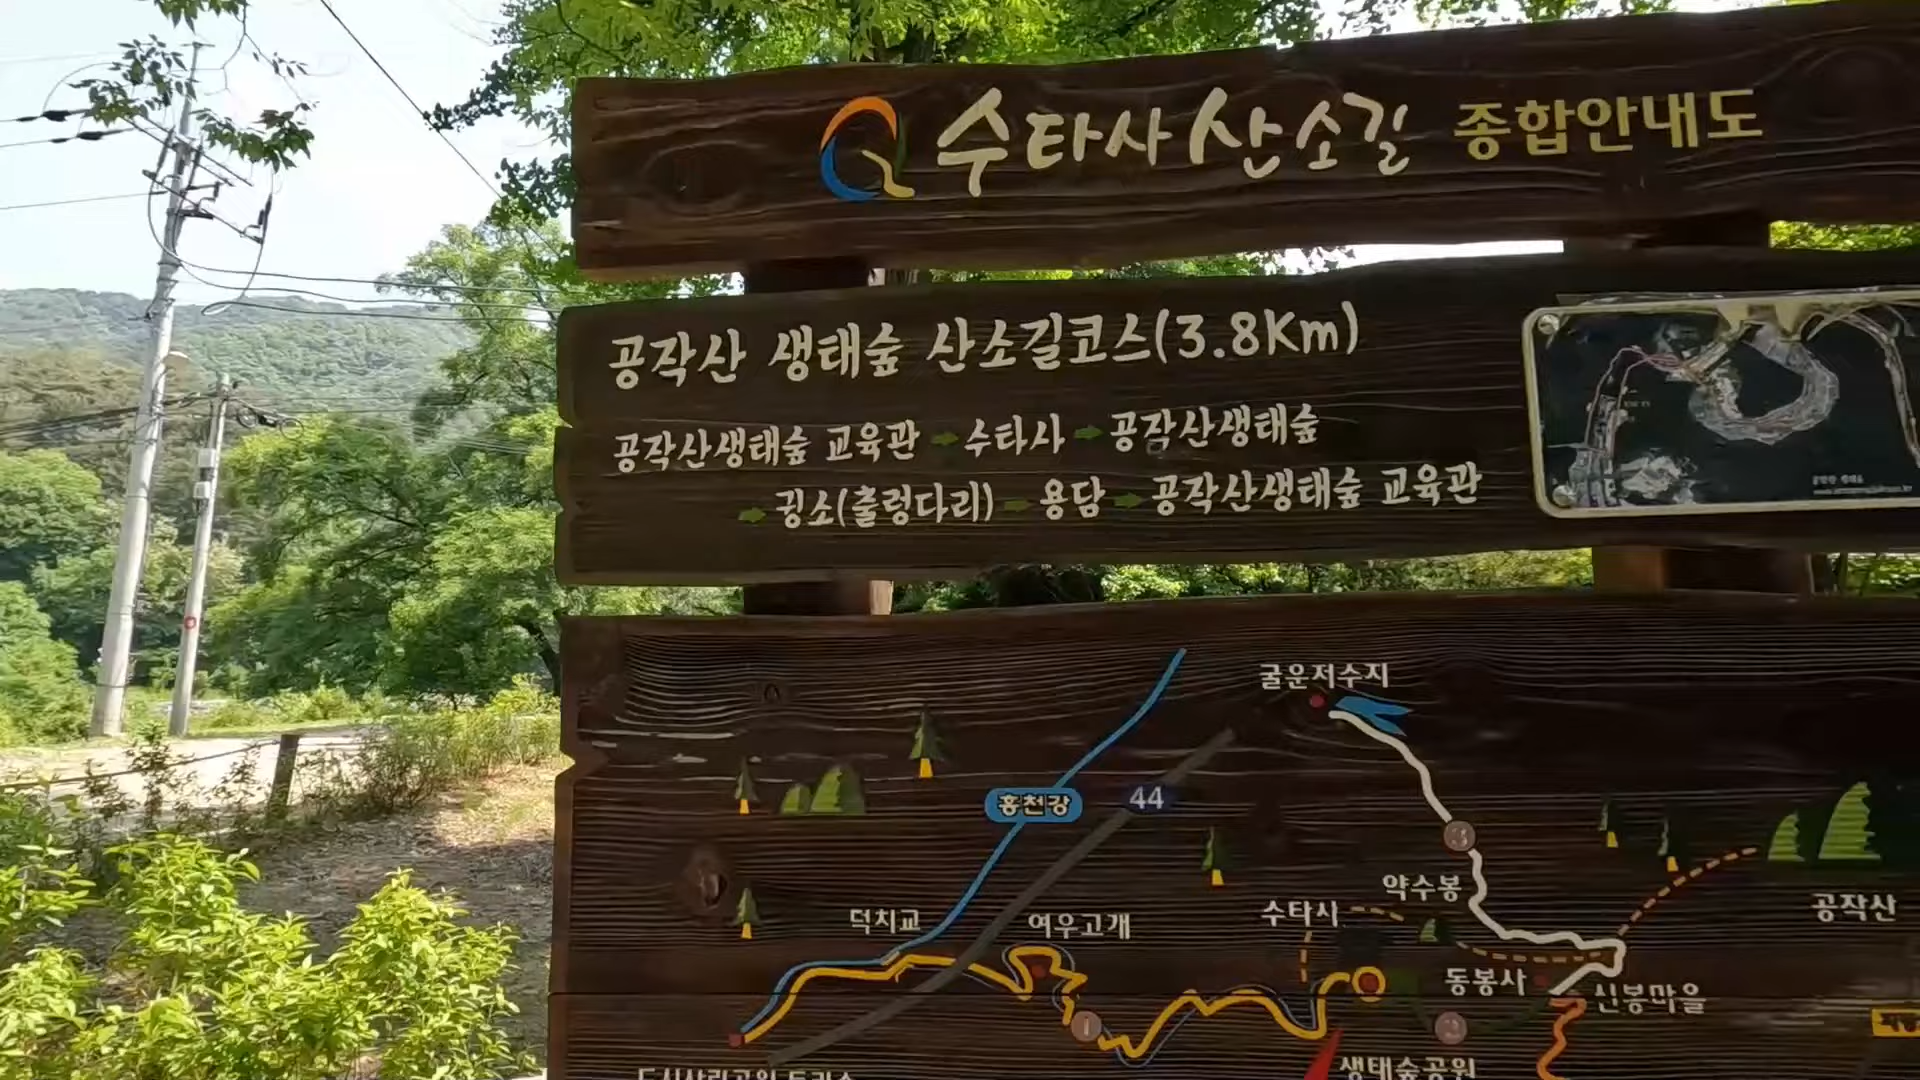 수타사 산소길 종합안내도
공작산 생태숲 산소길코스(3.8Km)
공작산생태숲 교육관 수타사 공작산생태숲
귕소(출렁다리) 용담 공작산생태숲 교육관
굴운저수지
홍천강
44
3
약수봉
수타사
공작산
덕치교
여우고개
동봉사
신봉마을
1
2
생태숲공원